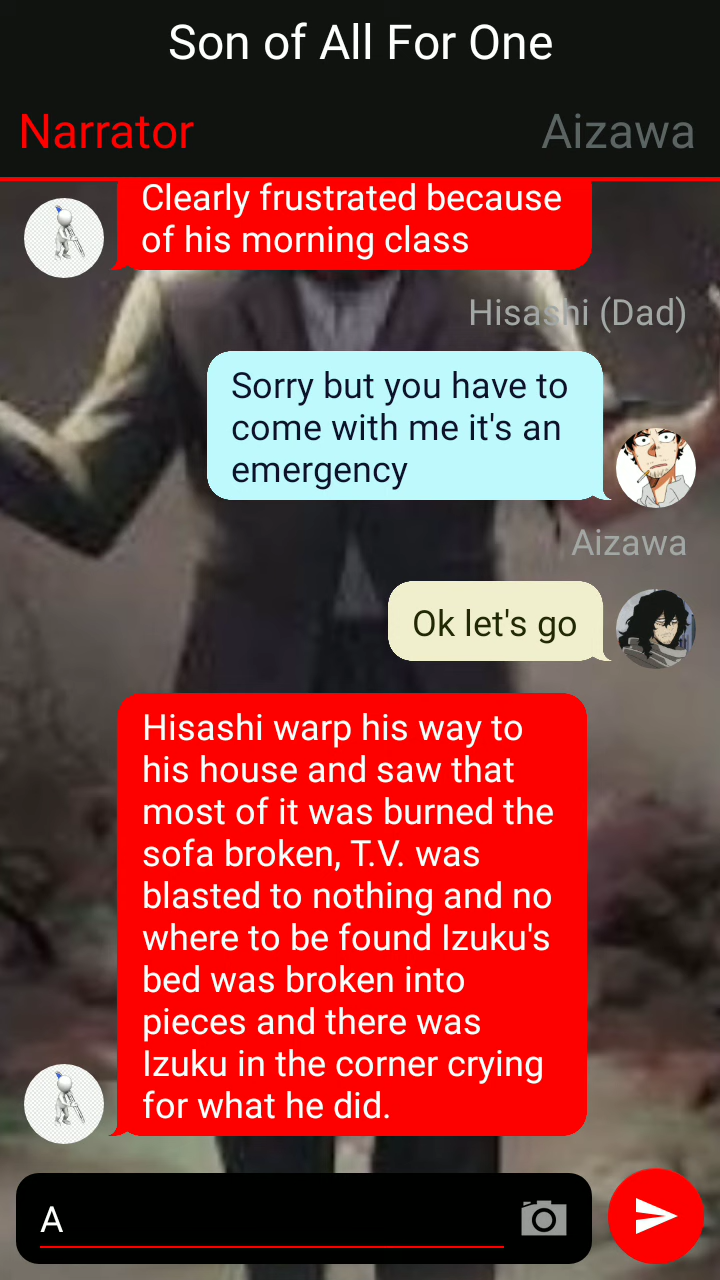 Son of All For One
Narrator
Aizawa
Clearly frustrated because
of his morning class
Hisashi (Dad)
Sorry but you have to
come with me it's an
emergency
Aizawa
Ok let's go
Hisashi warp his way to
his house and saw that
most of it was burned the
sofa broken, T.V. was
blasted to nothing and no
where to be found Izuku's
bed was broken into
pieces and there was
Izuku in the corner crying
for what he did.
A